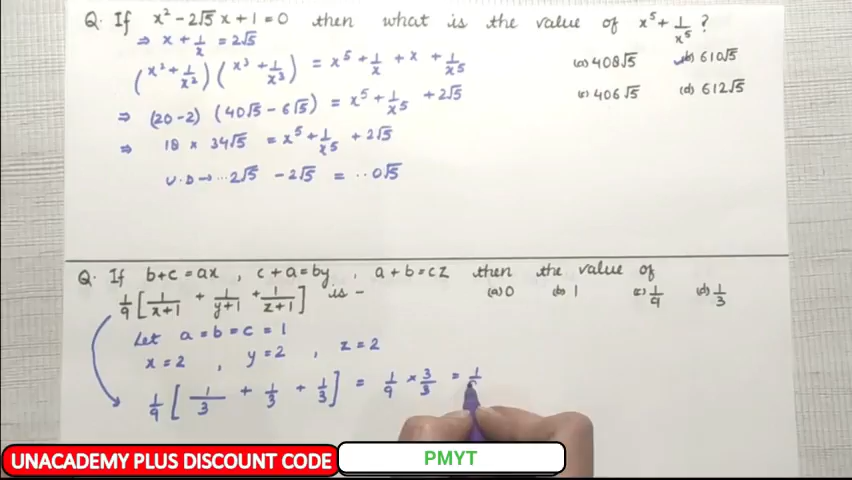 Q. If x² - 2√5 x + 1 = 0 then what is the value of x⁵ + 1/x⁵ ?
⇒ x + 1/x = 2√5
(x² + 1/x²) (x³ + 1/x³) = x⁵ + 1/x + x + 1/x⁵
(a) 408√5 (b) 610√5
⇒ (20-2) (40√5 - 6√5) = x⁵ + 1/x⁵ + 2√5
(c) 406√5 (d) 612√5
⇒ 18 × 34√5 = x⁵ + 1/x⁵ + 2√5
U.D → ..2√5 - 2√5 = ..0√5
Q. If b+c = ax , c+a = by , a+b = cz then the value of
1/9 [1/(x+1) + 1/(y+1) + 1/(z+1)] is -
(a) 0 (b) 1 (c) 1/9 (d) 1/3
Let a = b = c = 1
x = 2 , y = 2 , z = 2
1/9 [1/3 + 1/3 + 1/3] = 1/9 × 3/3 = 1
UNACADEMY PLUS DISCOUNT CODE PMYT